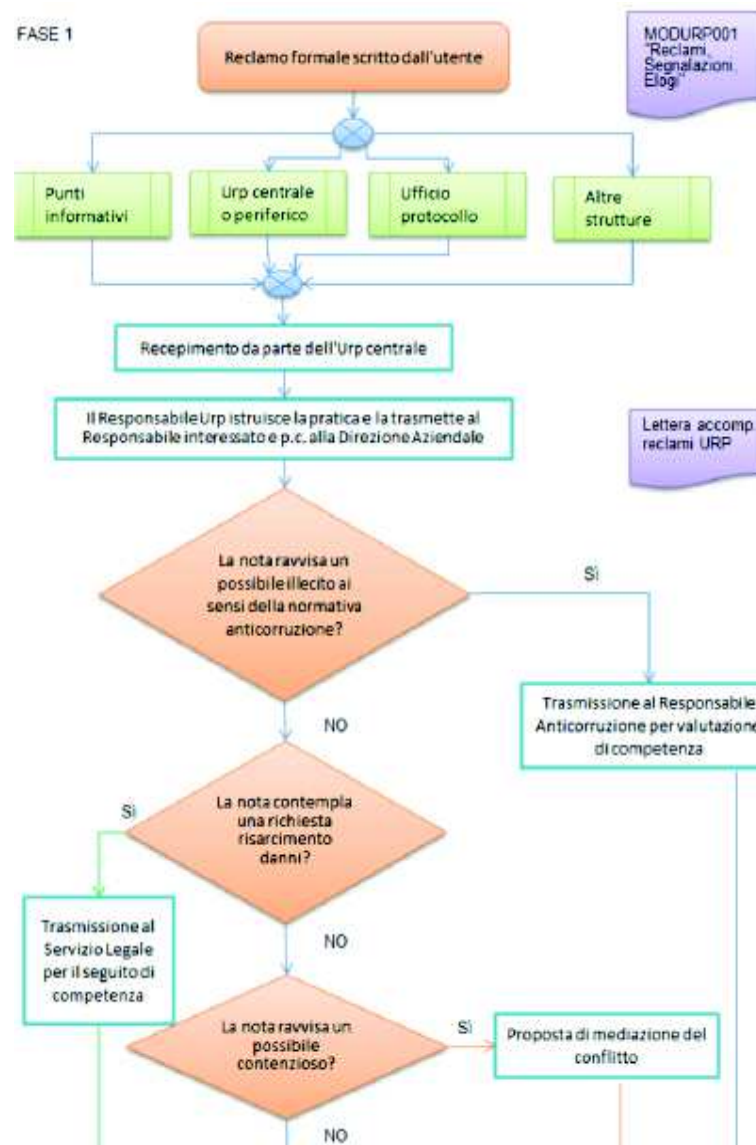 FASE 1
Reclamo formale scritto dall'utente
MODURP001
"Reclami,
Segnalazioni,
Elogi"
Punti
informativi
Urp centrale
o periferico
Ufficio
protocollo
Altre
strutture
Recepimento da parte dell'Urp centrale
Il Responsabile Urp istruisce la pratica e la trasmette al
Responsabile interessato e p.c. alla Direzione Aziendale
Lettera accomp
reclami URP
La nota ravvisa un
possibile illecito ai
sensi della normativa
anticorruzione?
Sì
Trasmissione al Responsabile
Anticorruzione per valutazione
di competenza
NO
La nota contempla
una richiesta
risarcimento
danni?
Sì
Trasmissione al
Servizio Legale
per il seguito di
competenza
NO
La nota ravvisa un
possibile
contenzioso?
Sì
Proposta di mediazione del
conflitto
NO